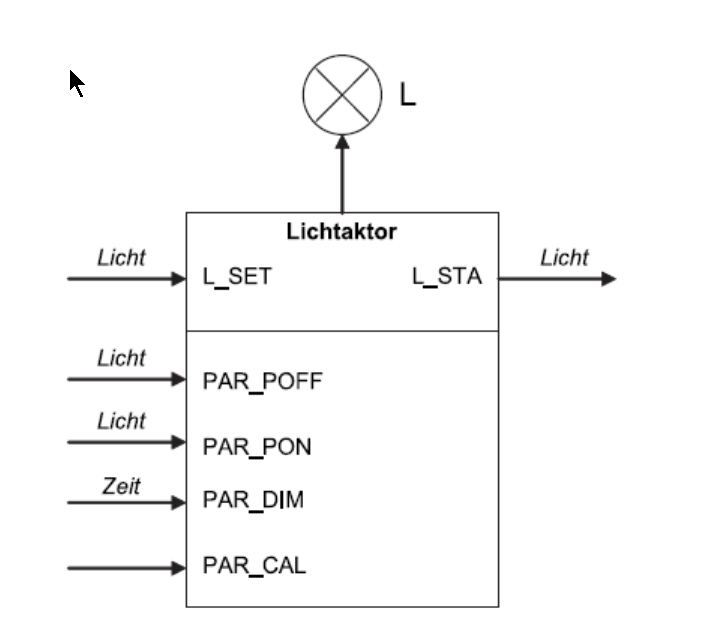 L
Lichtaktor
Licht
L_SET
L_STA
Licht
Licht
PAR_POFF
Licht
PAR_PON
Zeit
PAR_DIM
PAR_CAL